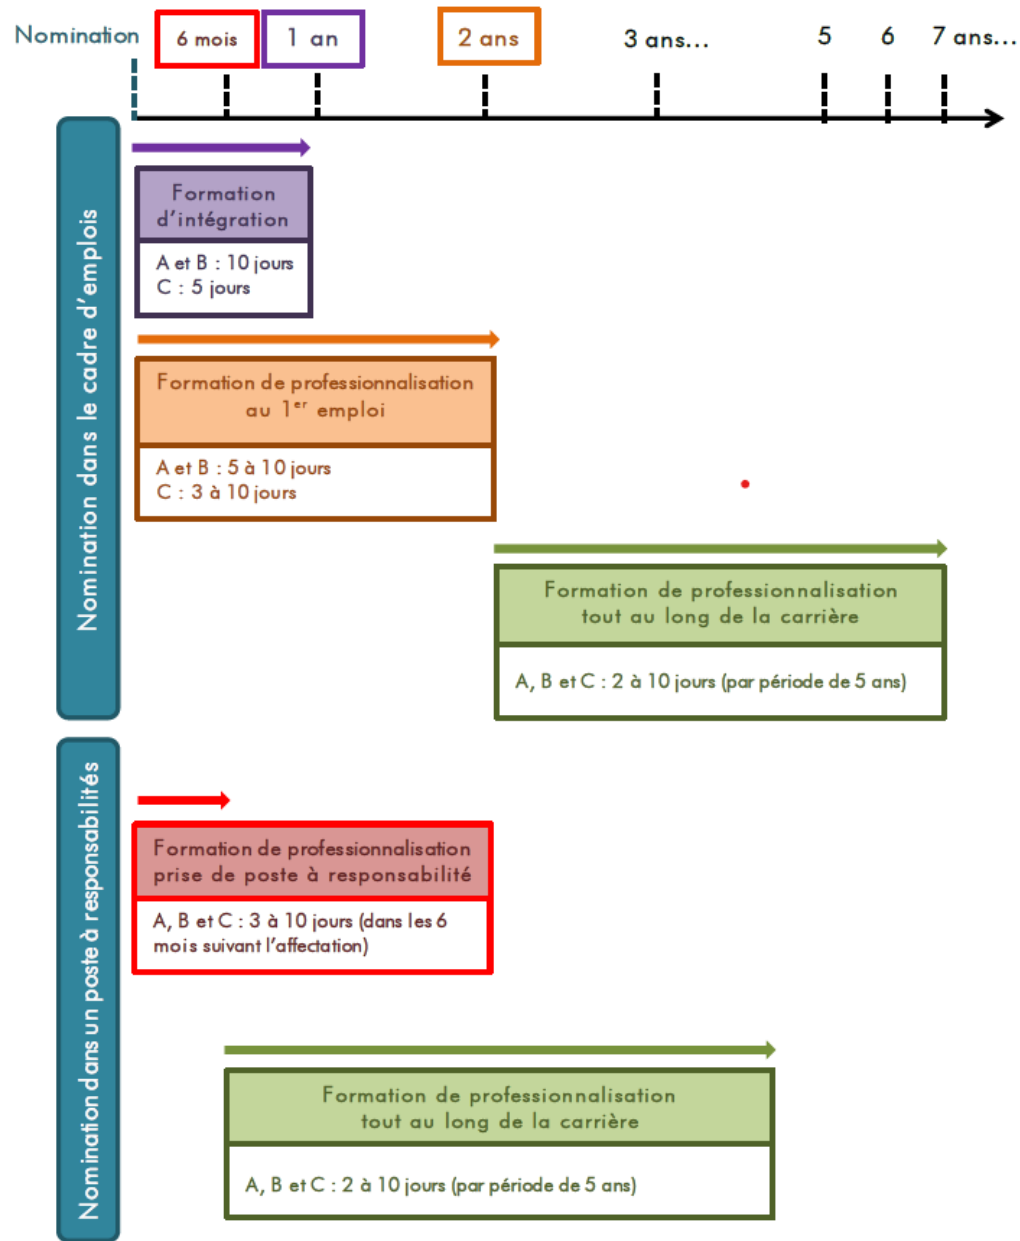 Nomination
6 mois
1 an
2 ans
3 ans...
5
6
7 ans...
Nomination dans le cadre d'emplois
Formation
d'intégration
A et B : 10 jours
C : 5 jours
Formation de professionnalisation
au 1er emploi
A et B : 5 à 10 jours
C : 3 à 10 jours
Formation de professionnalisation
tout au long de la carrière
A, B et C : 2 à 10 jours (par période de 5 ans)
Nomination dans un poste à responsabilités
Formation de professionnalisation
prise de poste à responsabilité
A, B et C : 3 à 10 jours (dans les 6
mois suivant l'affectation)
Formation de professionnalisation
tout au long de la carrière
A, B et C : 2 à 10 jours (par période de 5 ans)